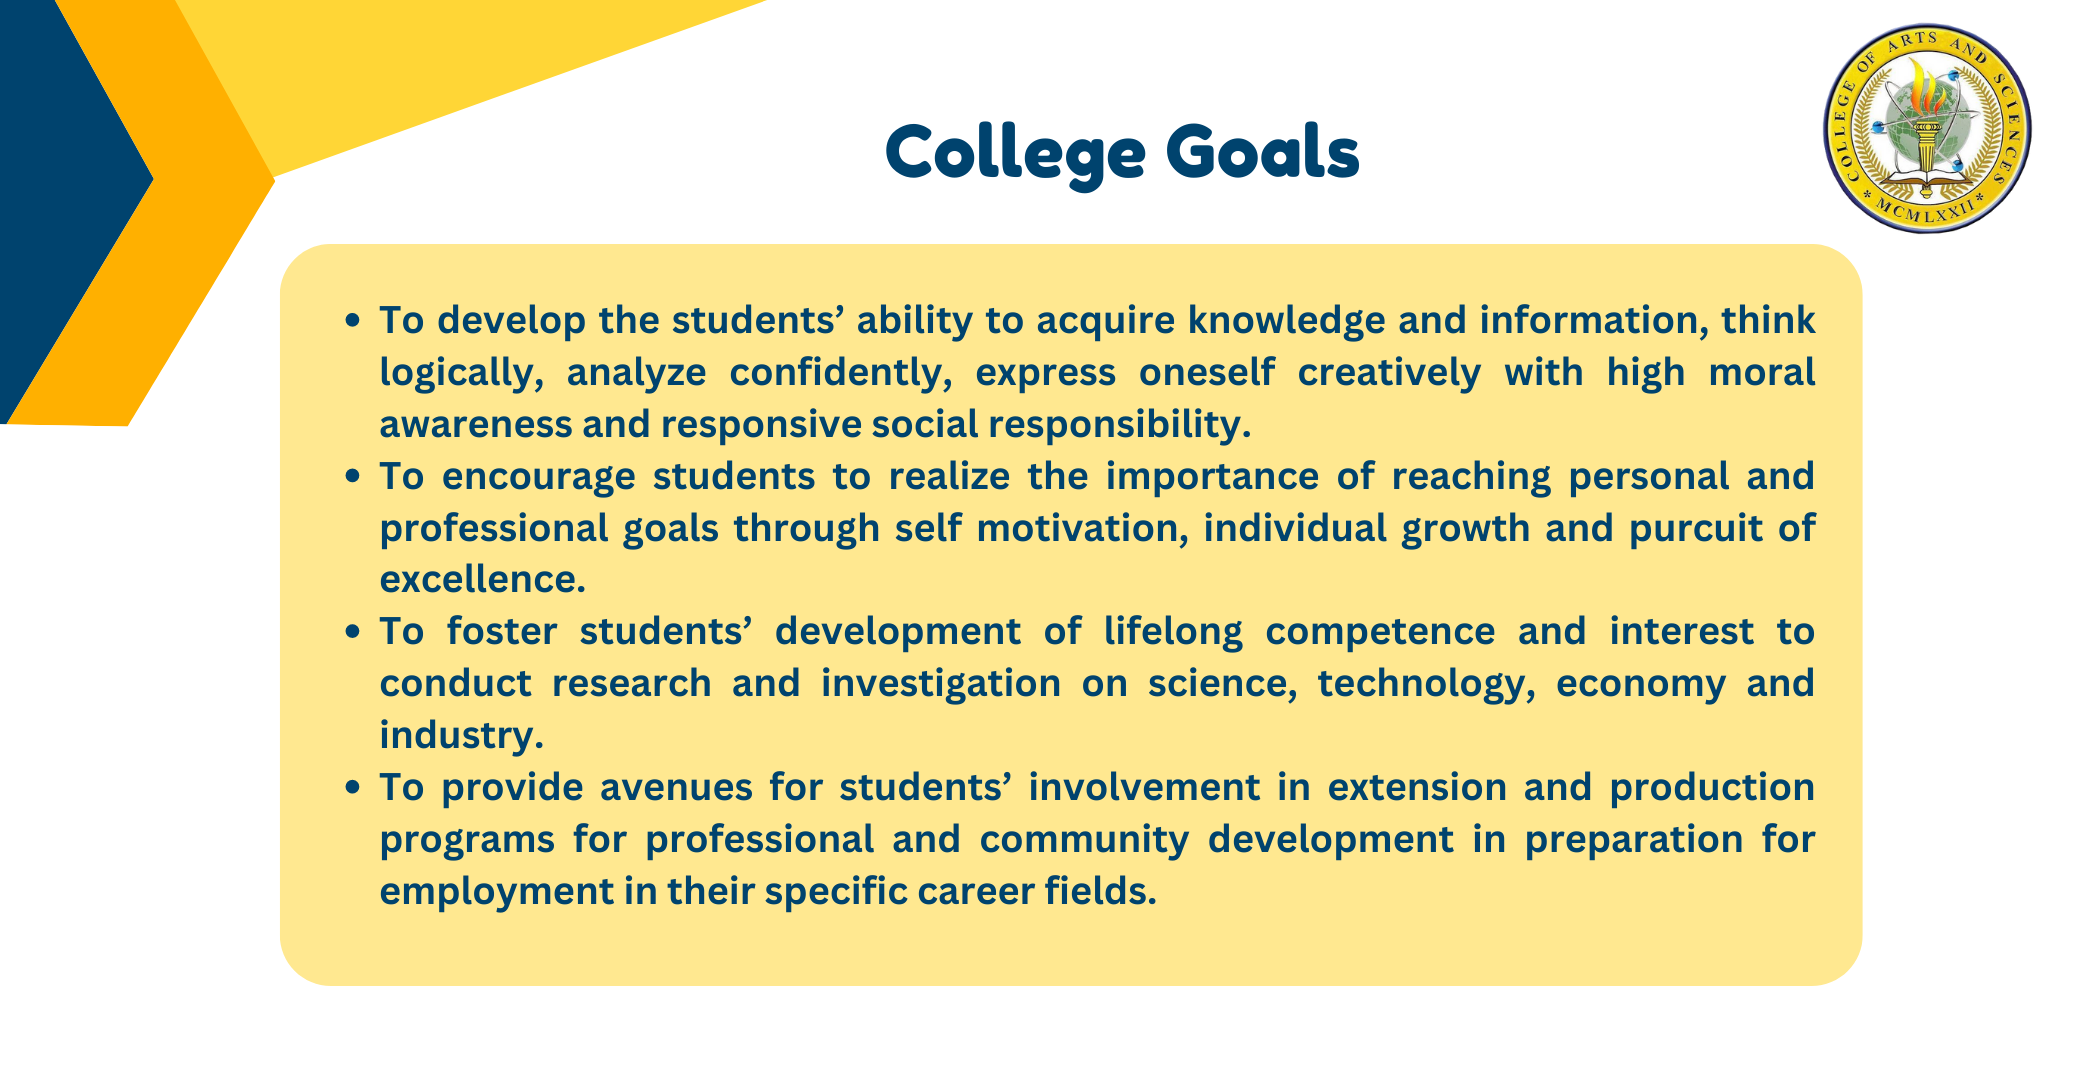 College Goals
COLLEGE OF ARTS AND SCIENCES
* MCMLXXII *
• To develop the students’ ability to acquire knowledge and information, think
logically, analyze confidently, express oneself creatively with high moral
awareness and responsive social responsibility.
• To encourage students to realize the importance of reaching personal and
professional goals through self motivation, individual growth and purcuit of
excellence.
• To foster students’ development of lifelong competence and interest to
conduct research and investigation on science, technology, economy and
industry.
• To provide avenues for students’ involvement in extension and production
programs for professional and community development in preparation for
employment in their specific career fields.